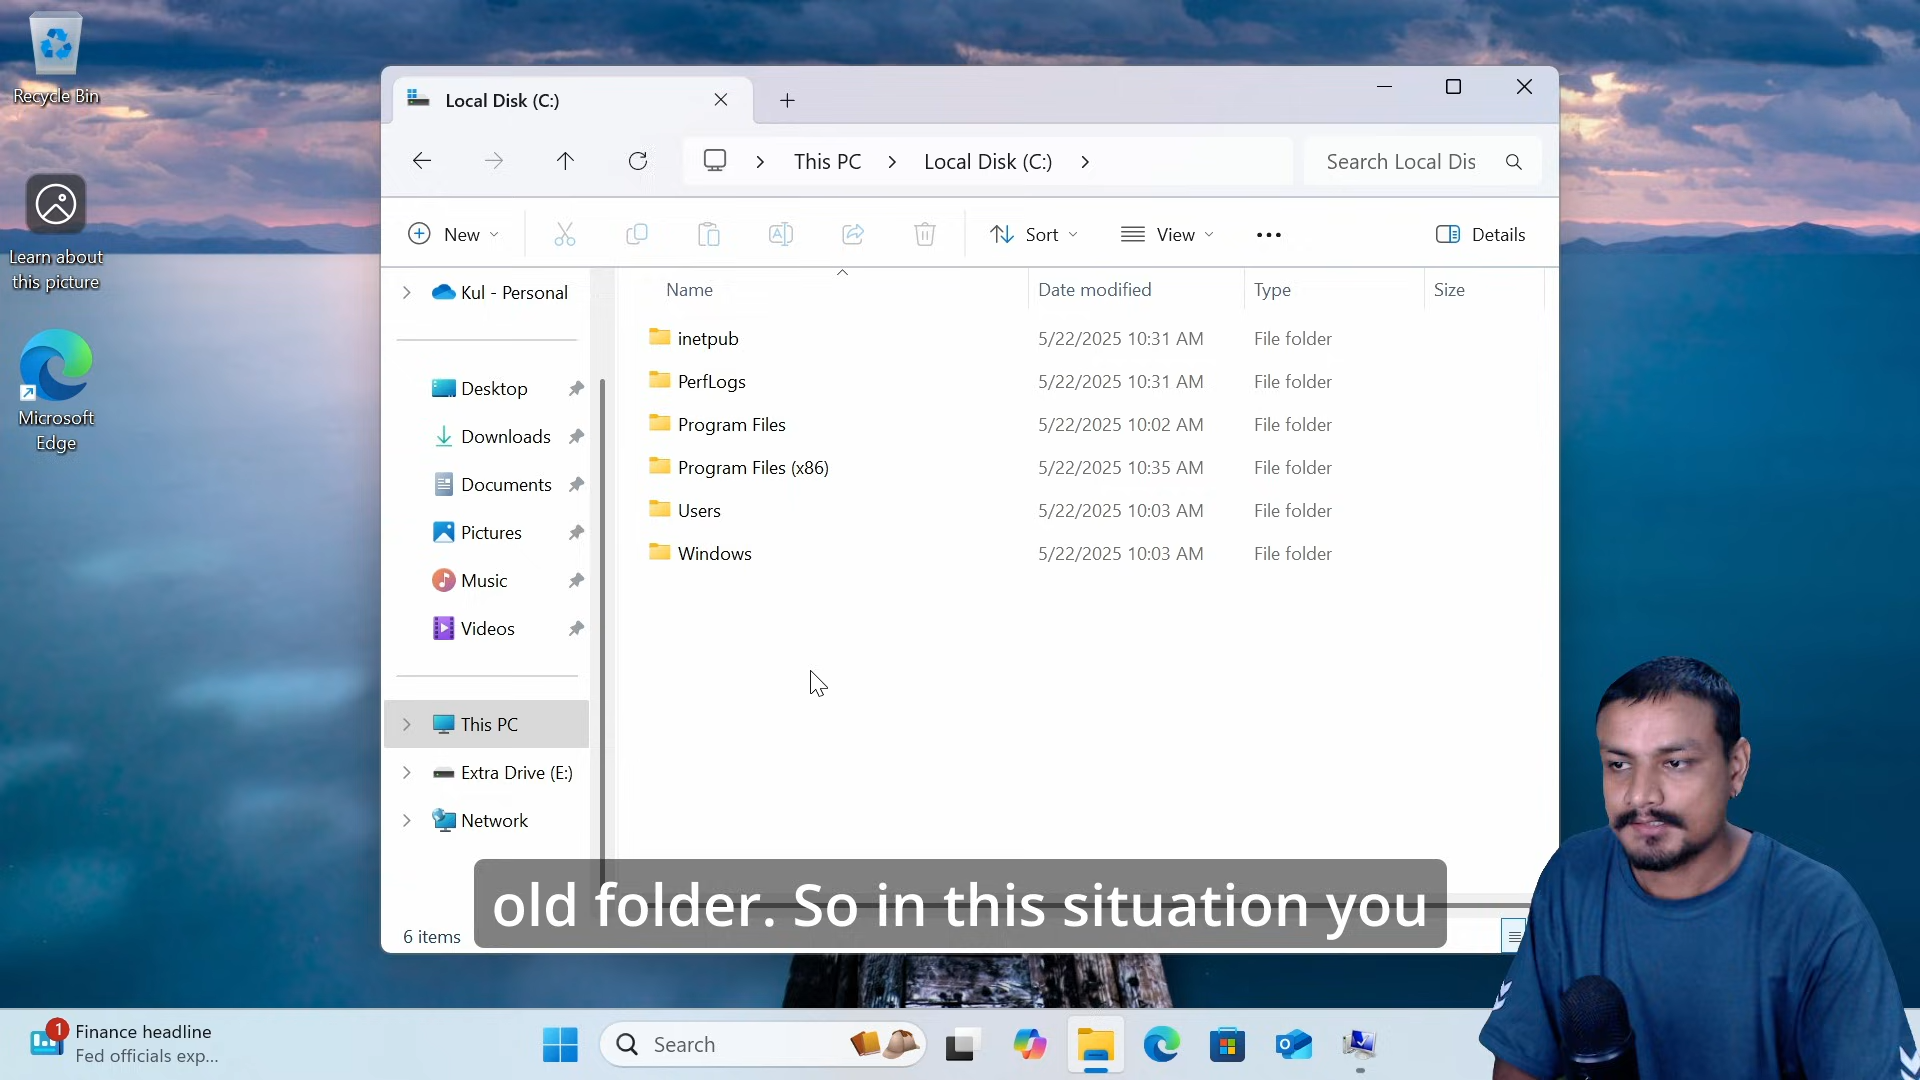 Recycle Bin
Learn about
this picture
Microsoft
Edge
Local Disk (C:)
This PC
Local Disk (C:)
Search Local Dis
New
Sort
View
Details
Kul - Personal
Desktop
Downloads
Documents
Pictures
Music
Videos
This PC
Extra Drive (E:)
Network
Name
Date modified
Type
Size
inetpub
5/22/2025 10:31 AM
File folder
PerfLogs
5/22/2025 10:31 AM
File folder
Program Files
5/22/2025 10:02 AM
File folder
Program Files (x86)
5/22/2025 10:35 AM
File folder
Users
5/22/2025 10:03 AM
File folder
Windows
5/22/2025 10:03 AM
File folder
old folder. So in this situation you
6 items
1
Finance headline
Fed officials exp...
Search